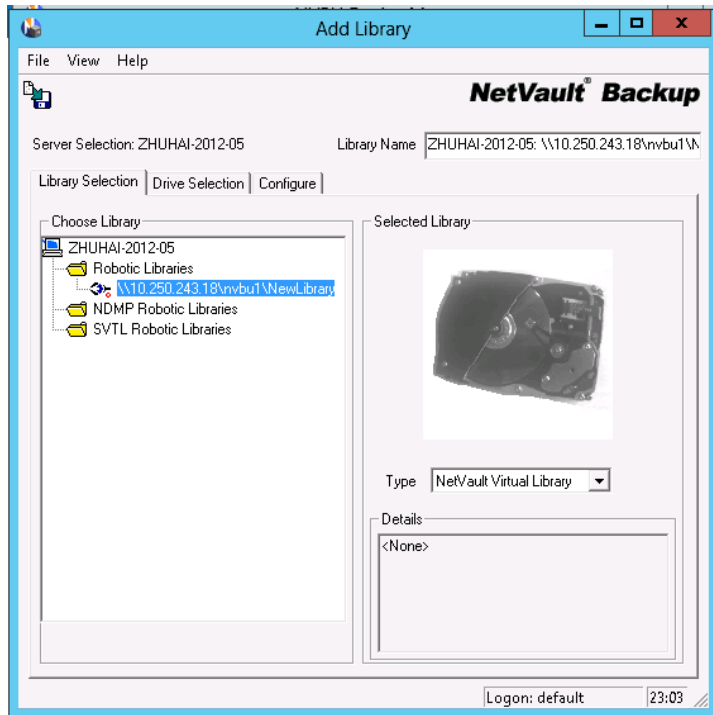 Add Library
File View Help
NetVault® Backup
Server Selection: ZHUHAI-2012-05
Library Name ZHUHAI-2012-05: \\10.250.243.18\nvbu1\N
Library Selection Drive Selection Configure
Choose Library
ZHUHAI-2012-05
Robotic Libraries
\\10.250.243.18\nvbu1\NewLibrary
NDMP Robotic Libraries
SVTL Robotic Libraries
Selected Library
Type NetVault Virtual Library
Details
<None>
Logon: default 23:03